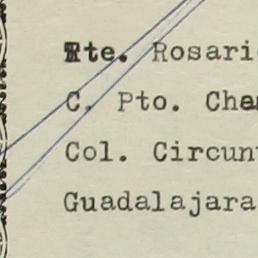 Rte. Rosari
C. Pto. Cha
Col. Circun
Guadalajara